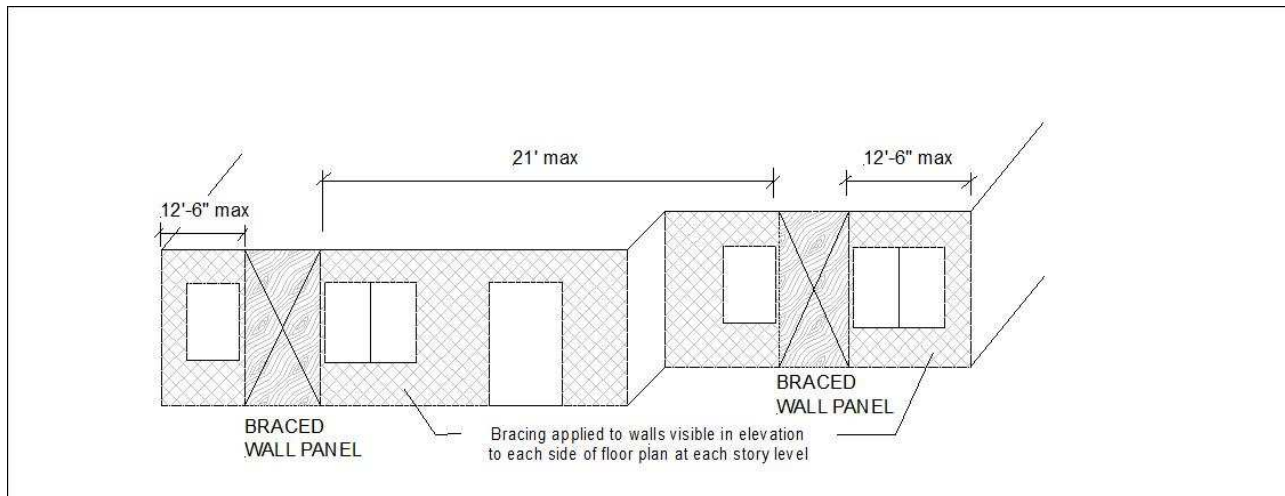 21' max
12'-6" max
12'-6" max
BRACED
WALL PANEL
BRACED
WALL PANEL
Bracing applied to walls visible in elevation
to each side of floor plan at each story level